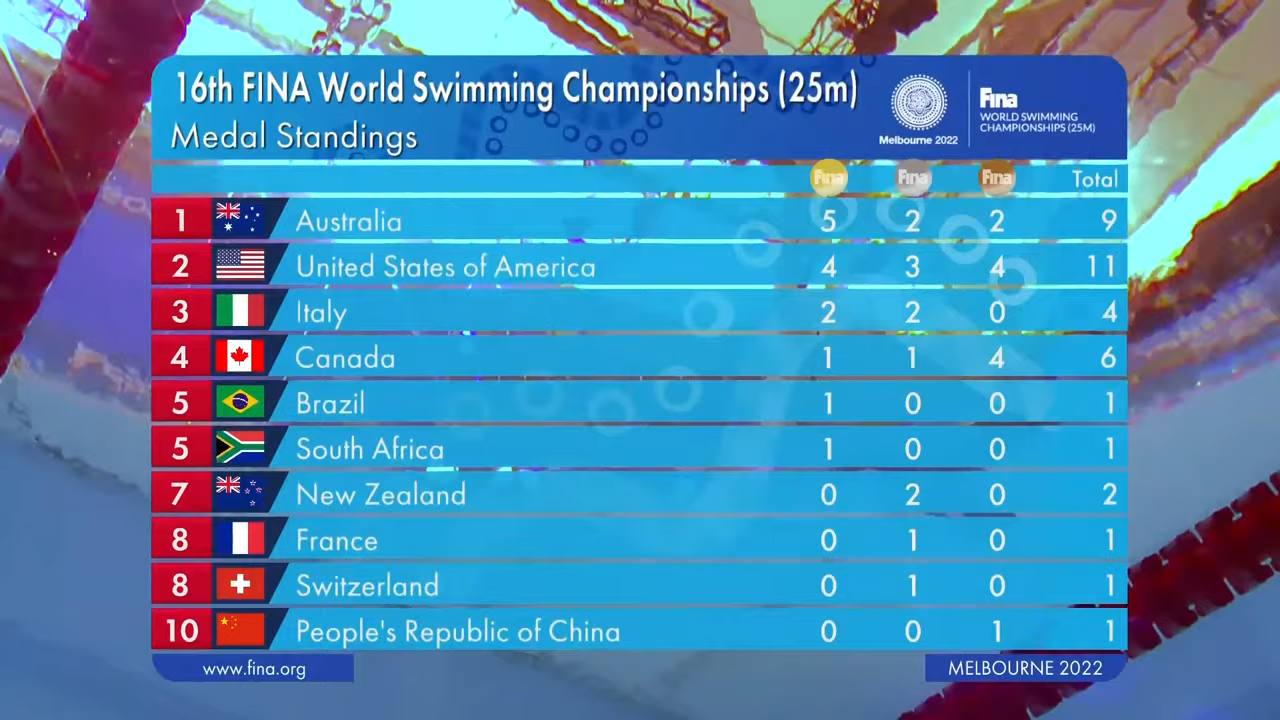 16th FINA World Swimming Championships (25m)
Medal Standings
Melbourne 2022
Fina
WORLD SWIMMING
CHAMPIONSHIPS (25M)
Fina Fina Fina Total
1 Australia 5 2 2 9
2 United States of America 4 3 4 11
3 Italy 2 2 0 4
4 Canada 1 1 4 6
5 Brazil 1 0 0 1
5 South Africa 1 0 0 1
7 New Zealand 0 2 0 2
8 France 0 1 0 1
8 Switzerland 0 1 0 1
10 People's Republic of China 0 0 1 1
www.fina.org MELBOURNE 2022